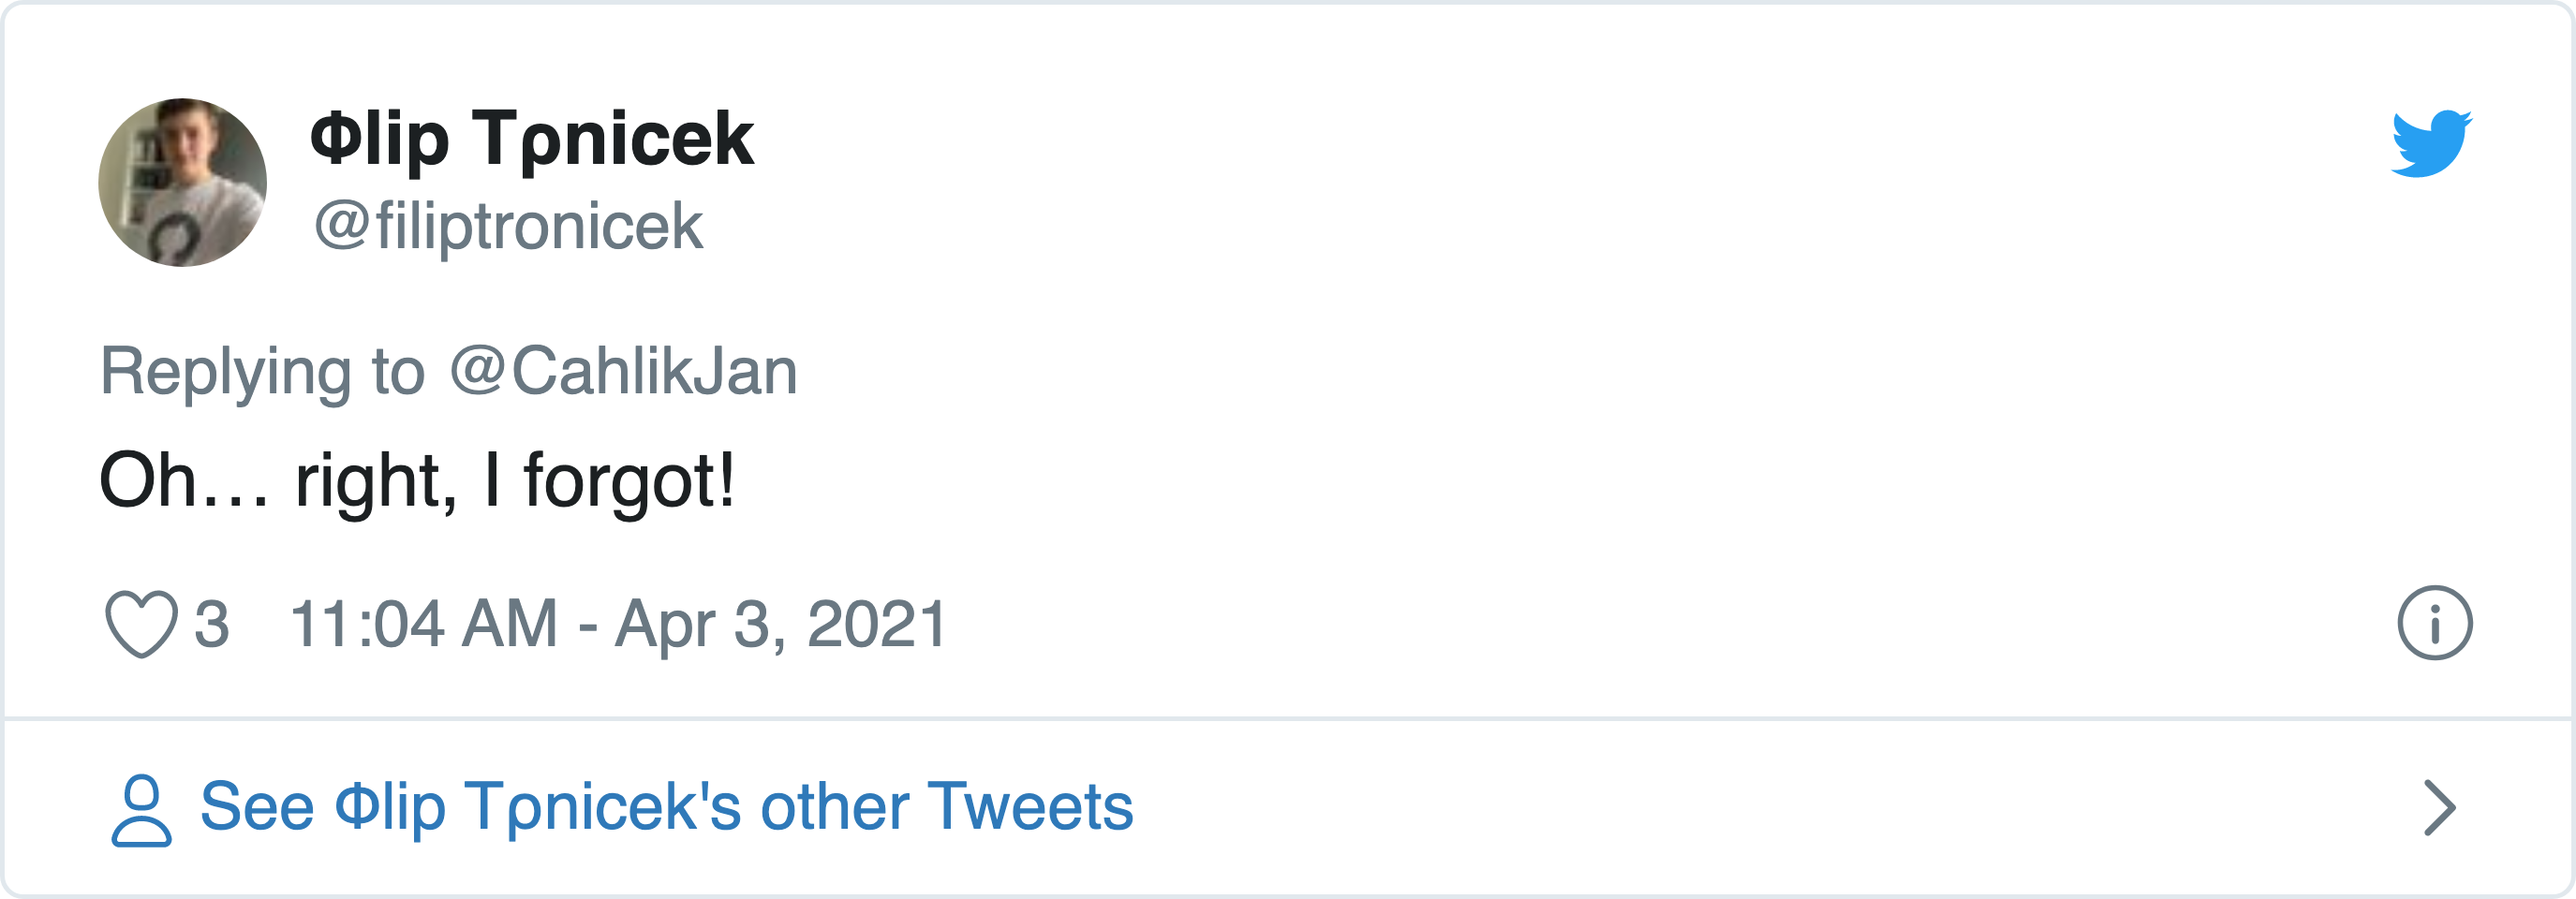 Φlip Tρnicek
@filiptronicek
Replying to @CahlikJan
Oh… right, I forgot!
3 11:04 AM - Apr 3, 2021
See Φlip Tρnicek's other Tweets